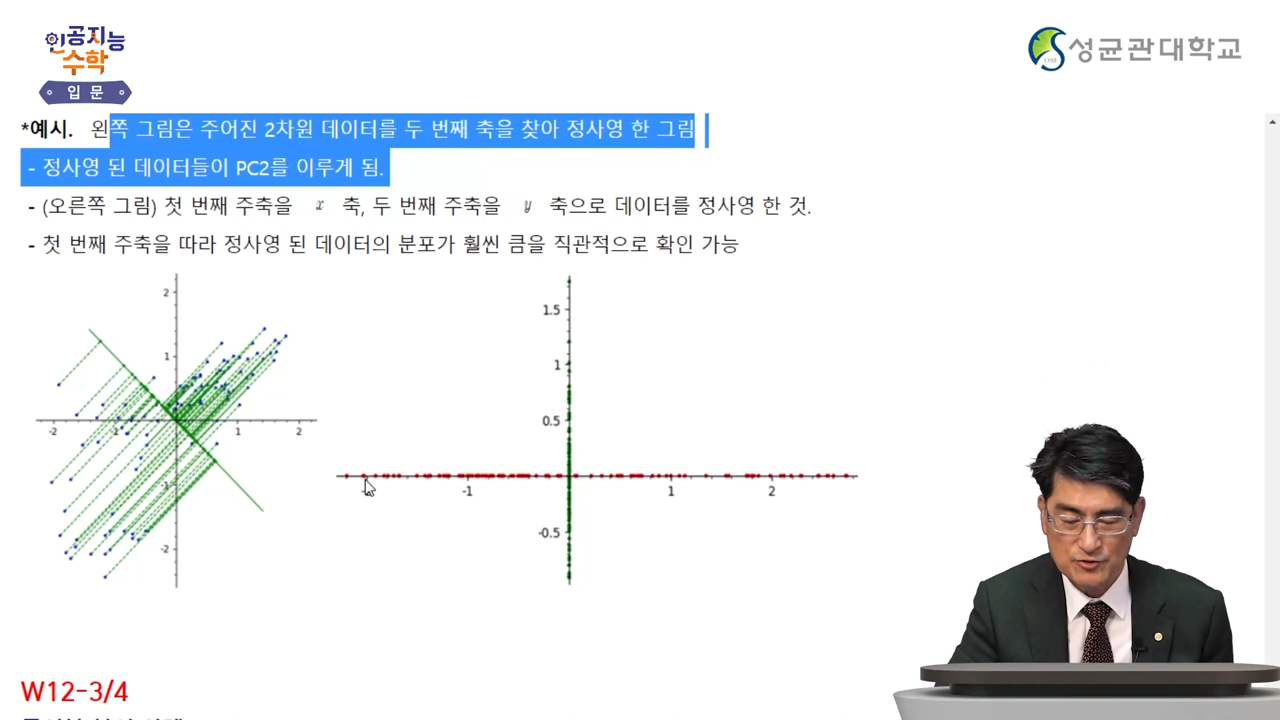 인공지능
수학
입문
성균관대학교
*예시. 왼쪽 그림은 주어진 2차원 데이터를 두 번째 축을 찾아 정사영 한 그림
- 정사영 된 데이터들이 PC2를 이루게 됨.
- (오른쪽 그림) 첫 번째 주축을 x 축, 두 번째 주축을 y 축으로 데이터를 정사영 한 것.
- 첫 번째 주축을 따라 정사영 된 데이터의 분포가 훨씬 큼을 직관적으로 확인 가능
2
1
-2 -1 1 2
-1
-2
1.5
1
0.5
-1 1 2
-0.5
W12-3/4